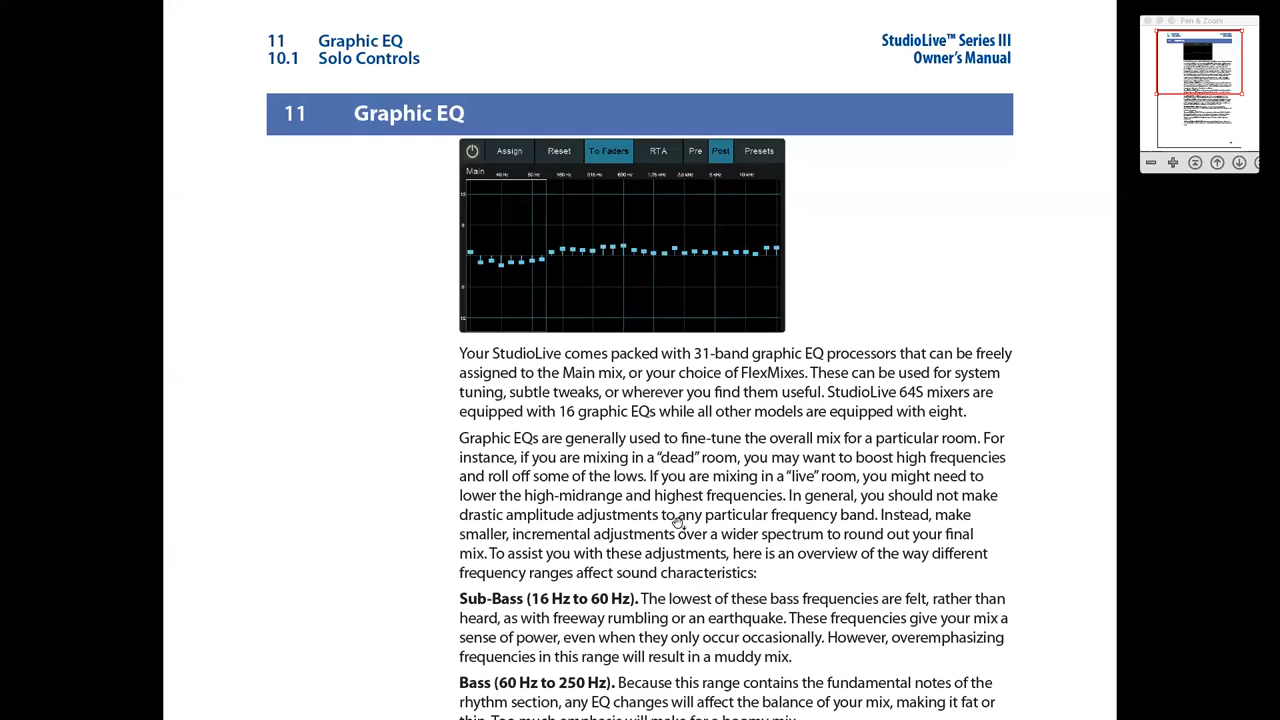 Pan & Zoom
11 Graphic EQ
10.1 Solo Controls
StudioLive™ Series III
Owner's Manual
11 Graphic EQ
Assign Reset To Faders RTA Pre Post Presets
Main
Your StudioLive comes packed with 31-band graphic EQ processors that can be freely
assigned to the Main mix, or your choice of FlexMixes. These can be used for system
tuning, subtle tweaks, or wherever you find them useful. StudioLive 64S mixers are
equipped with 16 graphic EQs while all other models are equipped with eight.
Graphic EQs are generally used to fine-tune the overall mix for a particular room. For
instance, if you are mixing in a “dead” room, you may want to boost high frequencies
and roll off some of the lows. If you are mixing in a “live” room, you might need to
lower the high-midrange and highest frequencies. In general, you should not make
drastic amplitude adjustments to any particular frequency band. Instead, make
smaller, incremental adjustments over a wider spectrum to round out your final
mix. To assist you with these adjustments, here is an overview of the way different
frequency ranges affect sound characteristics:
Sub-Bass (16 Hz to 60 Hz). The lowest of these bass frequencies are felt, rather than
heard, as with freeway rumbling or an earthquake. These frequencies give your mix a
sense of power, even when they only occur occasionally. However, overemphasizing
frequencies in this range will result in a muddy mix.
Bass (60 Hz to 250 Hz). Because this range contains the fundamental notes of the
rhythm section, any EQ changes will affect the balance of your mix, making it fat or
thin. Too much emphasis will make for a boomy mix.